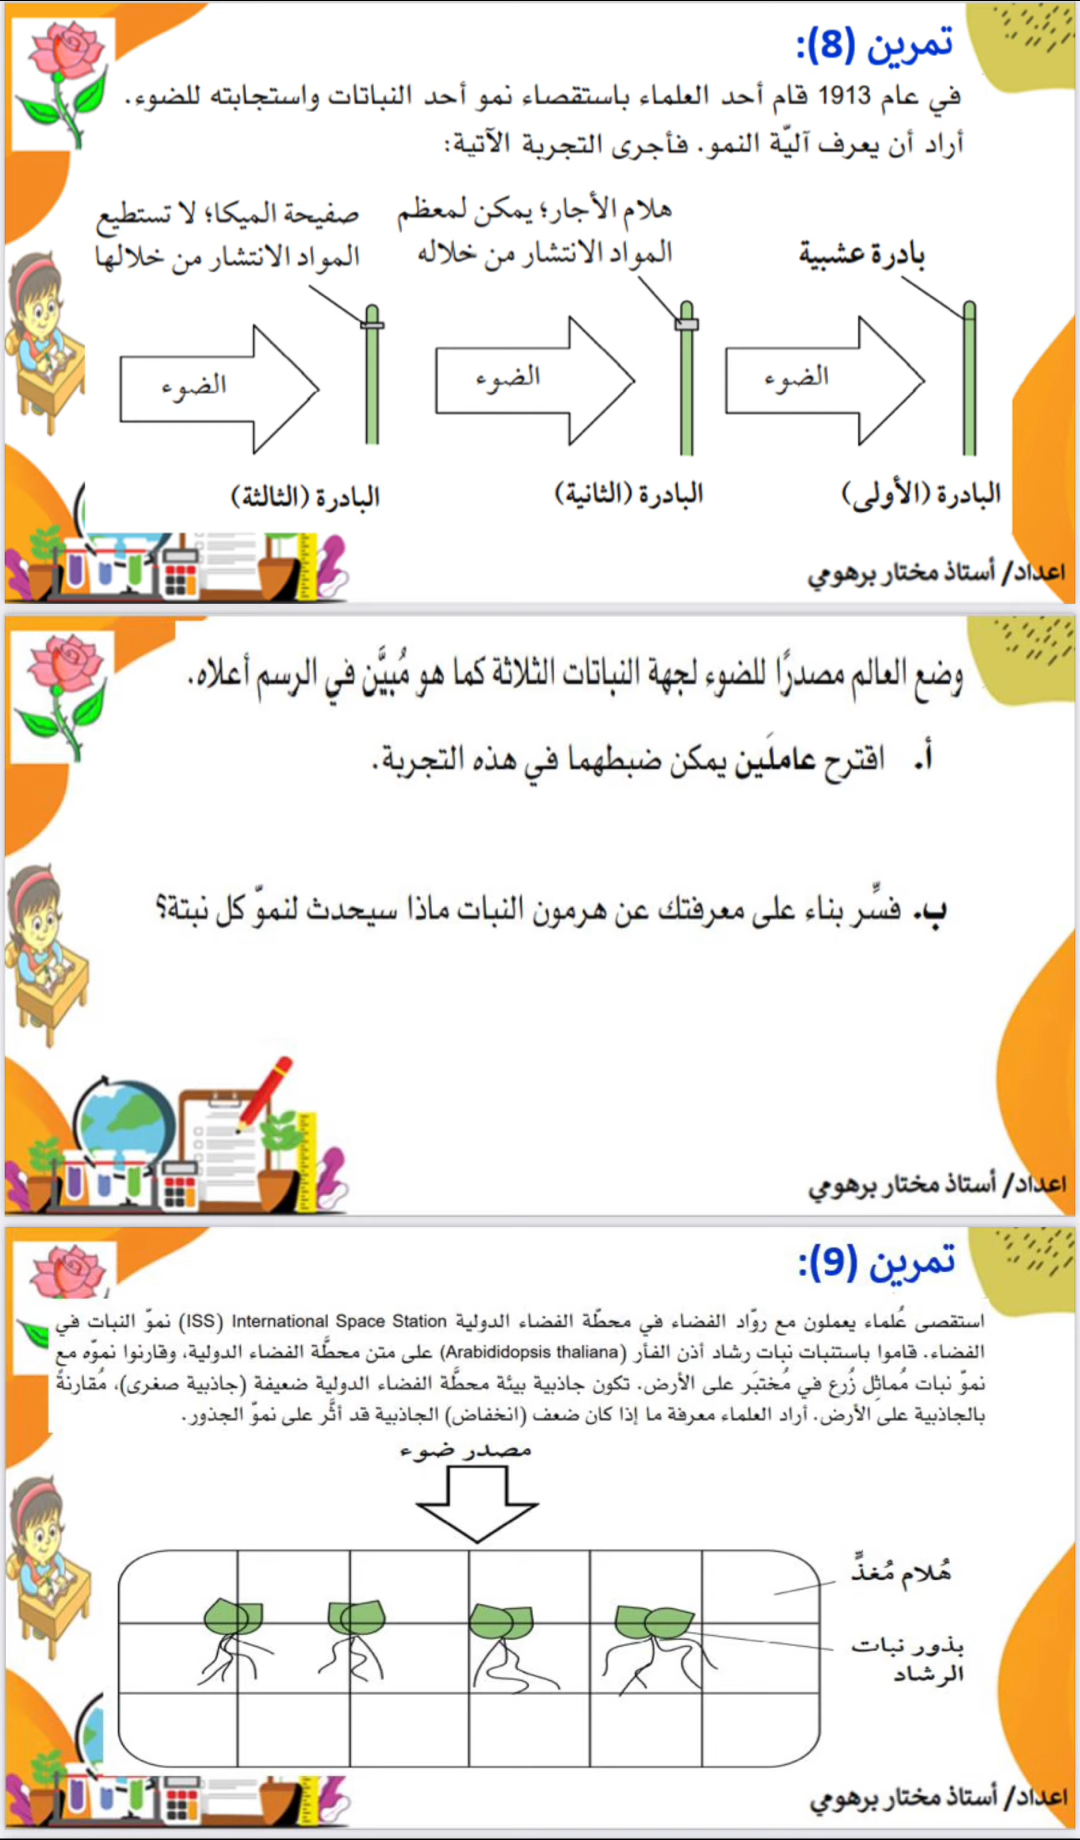 تمرين (8):
في عام 1913 قام أحد العلماء باستقصاء نمو أحد النباتات واستجابته للضوء.
أراد أن يعرف آليّة النمو. فأجرى التجربة الآتية:
بادرة عشبية
هلام الأجار؛ يمكن لمعظم
المواد الانتشار من خلاله
صفيحة الميكا؛ لا تستطيع
المواد الانتشار من خلالها
الضوء
الضوء
الضوء
البادرة (الأولى)
البادرة (الثانية)
البادرة (الثالثة)
اعداد/ أستاذ مختار برهومي
وضع العالم مصدرًا للضوء لجهة النباتات الثلاثة كما هو مُبيَّن في الرسم أعلاه.
أ. اقترح عاملَين يمكن ضبطهما في هذه التجربة.
ب. فسِّر بناء على معرفتك عن هرمون النبات ماذا سيحدث لنموّ كل نبتة؟
اعداد/ أستاذ مختار برهومي
تمرين (9):
استقصى عُلماء يعملون مع روّاد الفضاء في محطّة الفضاء الدولية International Space Station (ISS) نموّ النبات في
الفضاء. قاموا باستنبات نبات رشاد أذن الفأر (Arabididopsis thaliana) على متن محطَّة الفضاء الدولية، وقارنوا نموّه مع
نموّ نبات مُماثِل زُرع في مُختبَر على الأرض. تكون جاذبية بيئة محطَّة الفضاء الدولية ضعيفة (جاذبية صغرى)، مُقارنةً
بالجاذبية على الأرض. أراد العلماء معرفة ما إذا كان ضعف (انخفاض) الجاذبية قد أثَّر على نموّ الجذور.
مصدر ضوء
هُلام مُغذٍّ
بذور نبات
الرشاد
اعداد/ أستاذ مختار برهومي